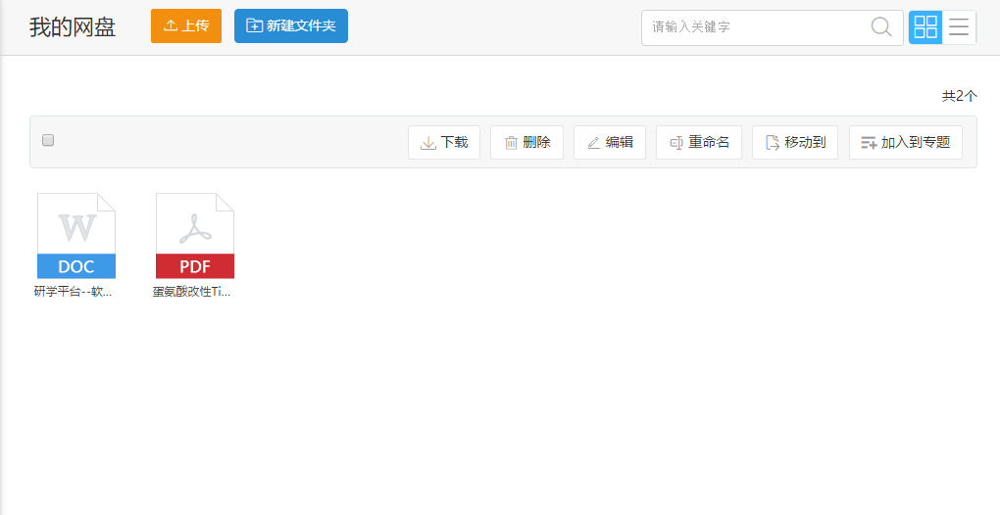 我的网盘 上传 新建文件夹 请输入关键字
共2个
下载 删除 编辑 重命名 移动到 加入到专题
W
DOC PDF
研学平台--软... 蛋氨酸改性Ti...